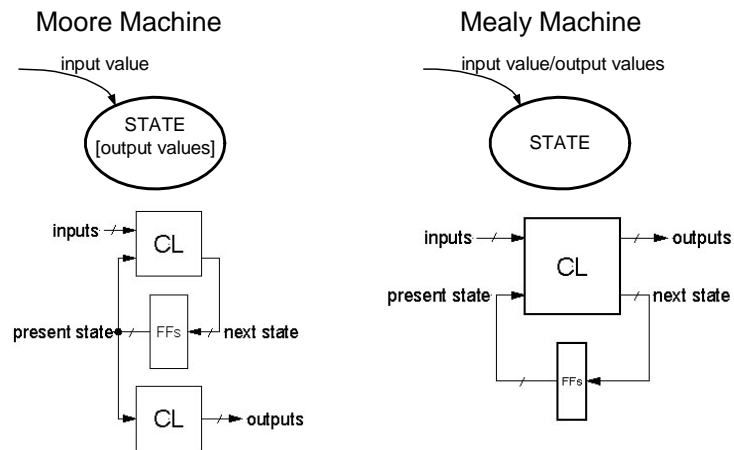 Moore Machine
input value
STATE
[output values]
inputs
CL
present state
FFs
next state
CL
outputs
Mealy Machine
input value/output values
STATE
inputs
CL
outputs
present state
next state
FFs